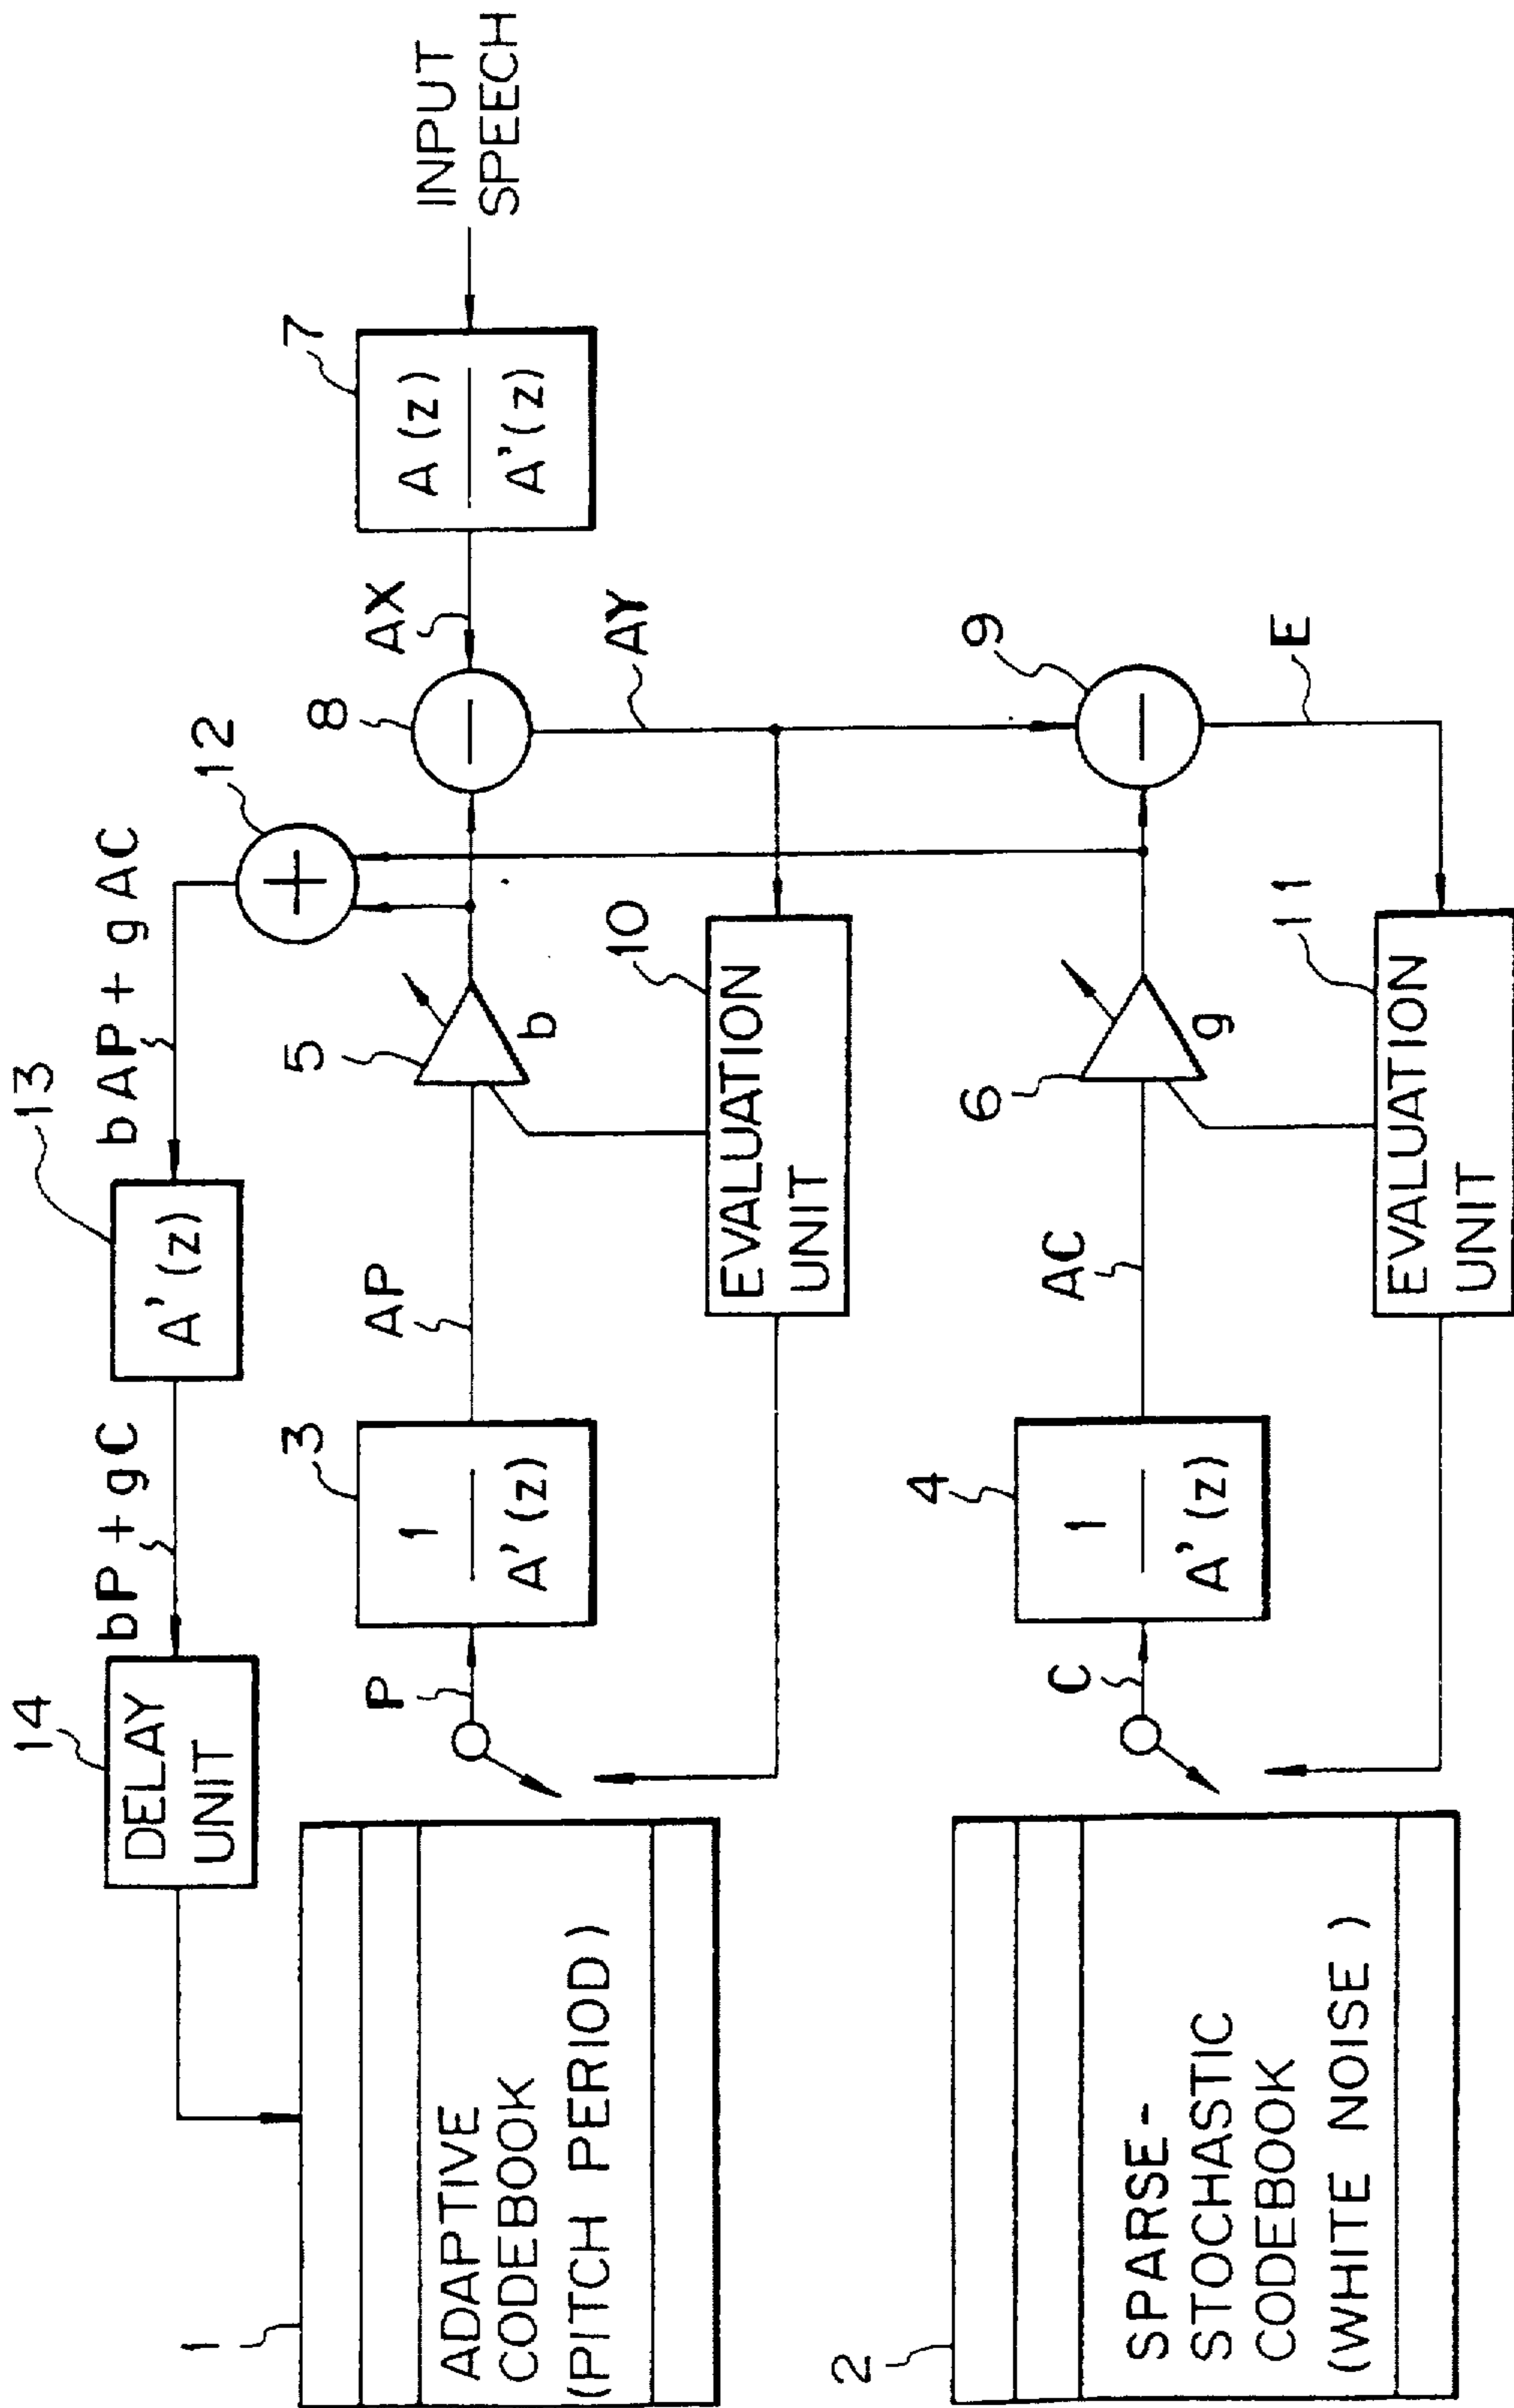 14
DELAY
UNIT
bP + gC
13
A'(z)
bAP + gAC
12
+
1
ADAPTIVE
CODEBOOK
(PITCH PERIOD)
P
3
1
A'(z)
AP
5
b
8
−
AX
7
A(z)
A'(z)
INPUT
SPEECH
10
EVALUATION
UNIT
AY
2
SPARSE-
STOCHASTIC
CODEBOOK
(WHITE NOISE)
C
4
1
A'(z)
AC
6
g
9
−
E
11
EVALUATION
UNIT